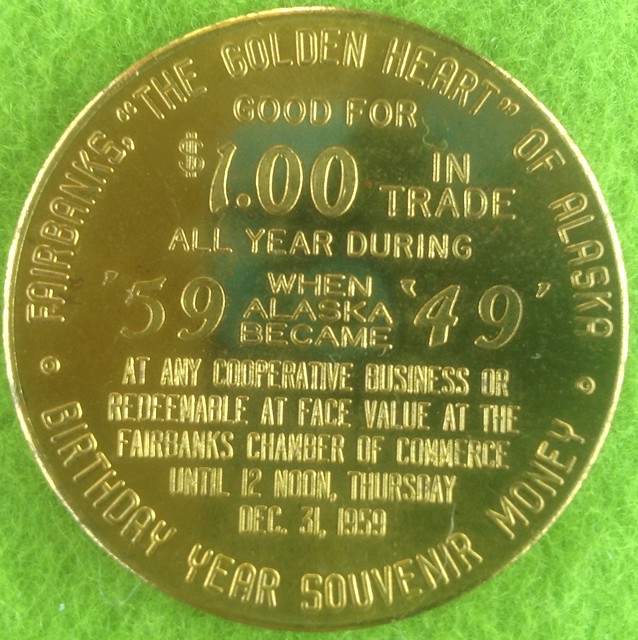 FAIRBANKS, "THE GOLDEN HEART" OF ALASKA
GOOD FOR
$1.00 IN TRADE
ALL YEAR DURING
'59 WHEN ALASKA BECAME '49'
AT ANY COOPERATIVE BUSINESS OR
REDEEMABLE AT FACE VALUE AT THE
FAIRBANKS CHAMBER OF COMMERCE
UNTIL 12 NOON, THURSDAY
DEC. 31, 1959
BIRTHDAY YEAR SOUVENIR MONEY